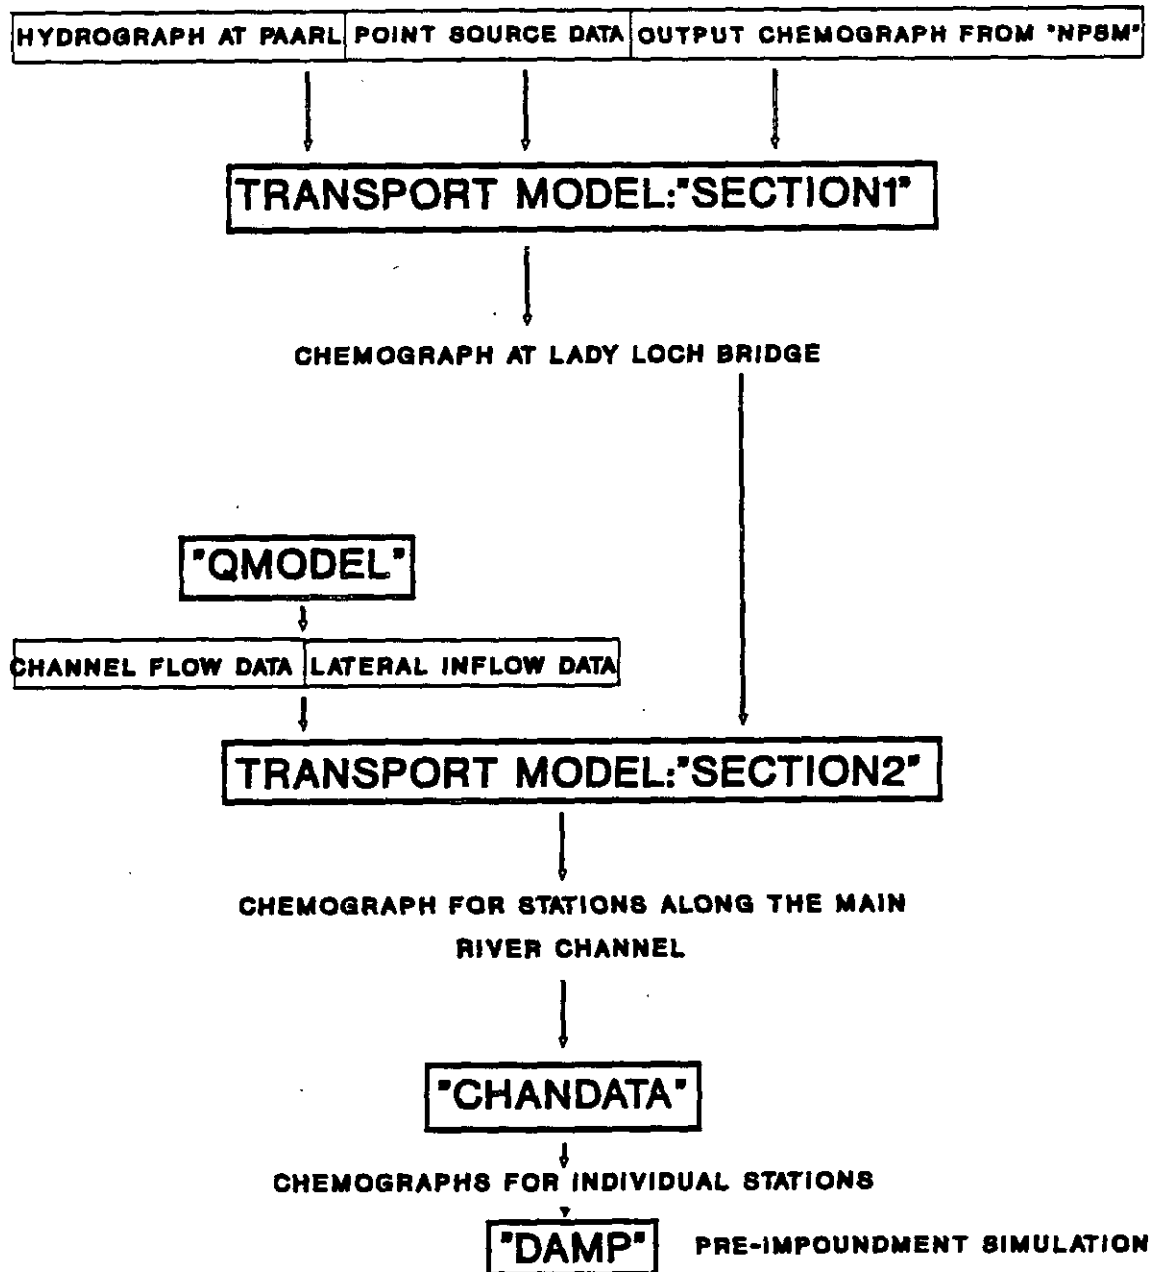 HYDROGRAPH AT PAARL POINT SOURCE DATA OUTPUT CHEMOGRAPH FROM "NPSM"
TRANSPORT MODEL:"SECTION1"
CHEMOGRAPH AT LADY LOCH BRIDGE
"QMODEL"
CHANNEL FLOW DATA LATERAL INFLOW DATA
TRANSPORT MODEL:"SECTION2"
CHEMOGRAPH FOR STATIONS ALONG THE MAIN
RIVER CHANNEL
"CHANDATA"
CHEMOGRAPHS FOR INDIVIDUAL STATIONS
"DAMP" PRE-IMPOUNDMENT SIMULATION